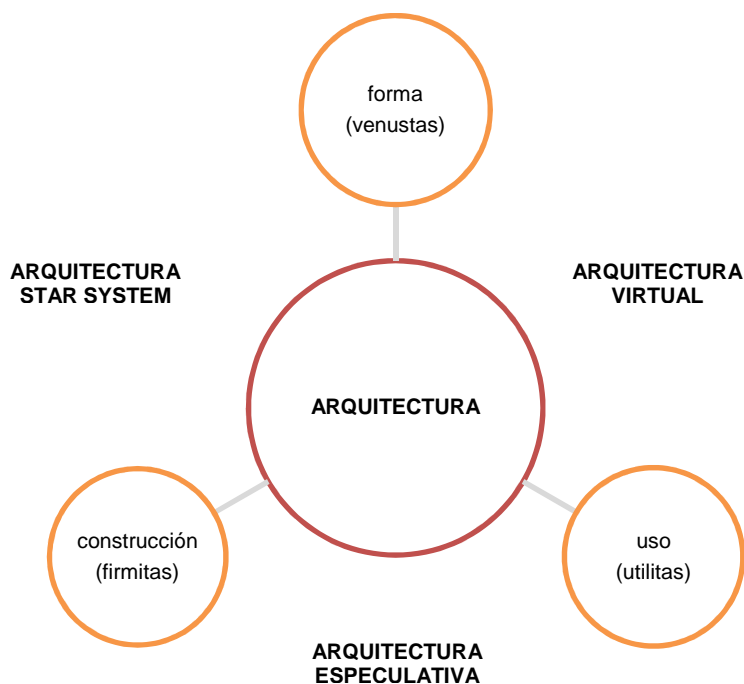 forma
(venustas)
ARQUITECTURA
STAR SYSTEM
ARQUITECTURA
VIRTUAL
ARQUITECTURA
construcción
(firmitas)
uso
(utilitas)
ARQUITECTURA
ESPECULATIVA